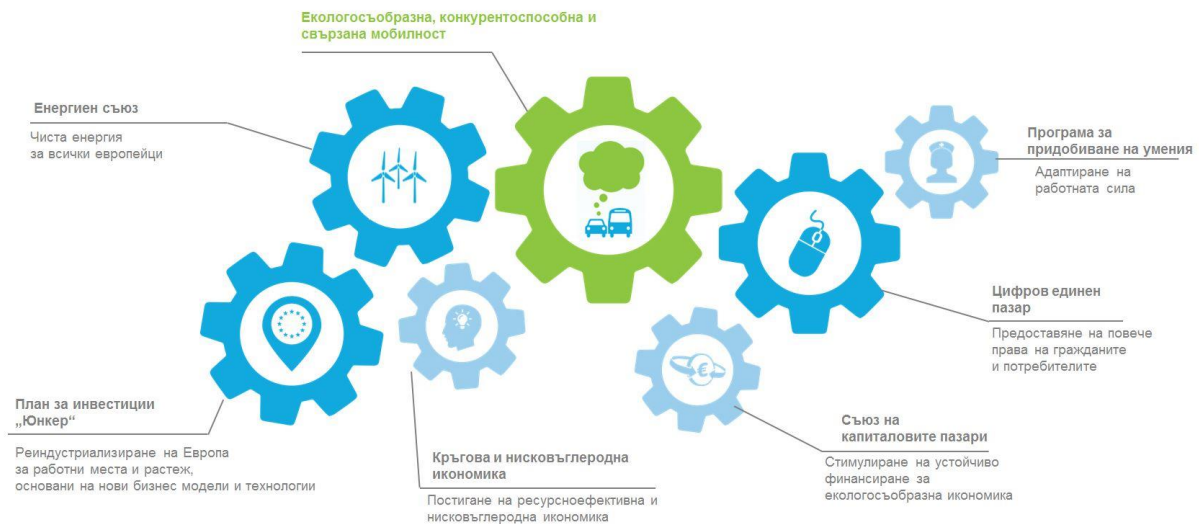 Екологосъобразна, конкурентоспособна и
свързана мобилност
Енергиен съюз
Чиста енергия
за всички европейци
Програма за
придобиване на умения
Адаптиране на
работната сила
Цифров единен
пазар
Предоставяне на повече
права на гражданите
и потребителите
План за инвестиции
„Юнкер“
Реиндустриализиране на Европа
за работни места и растеж,
основани на нови бизнес модели и технологии
Кръгова и нисковъглеродна
икономика
Постигане на ресурсноефективна и
нисковъглеродна икономика
Съюз на
капиталовите пазари
Стимулиране на устойчиво
финансиране за
екологосъобразна икономика
€